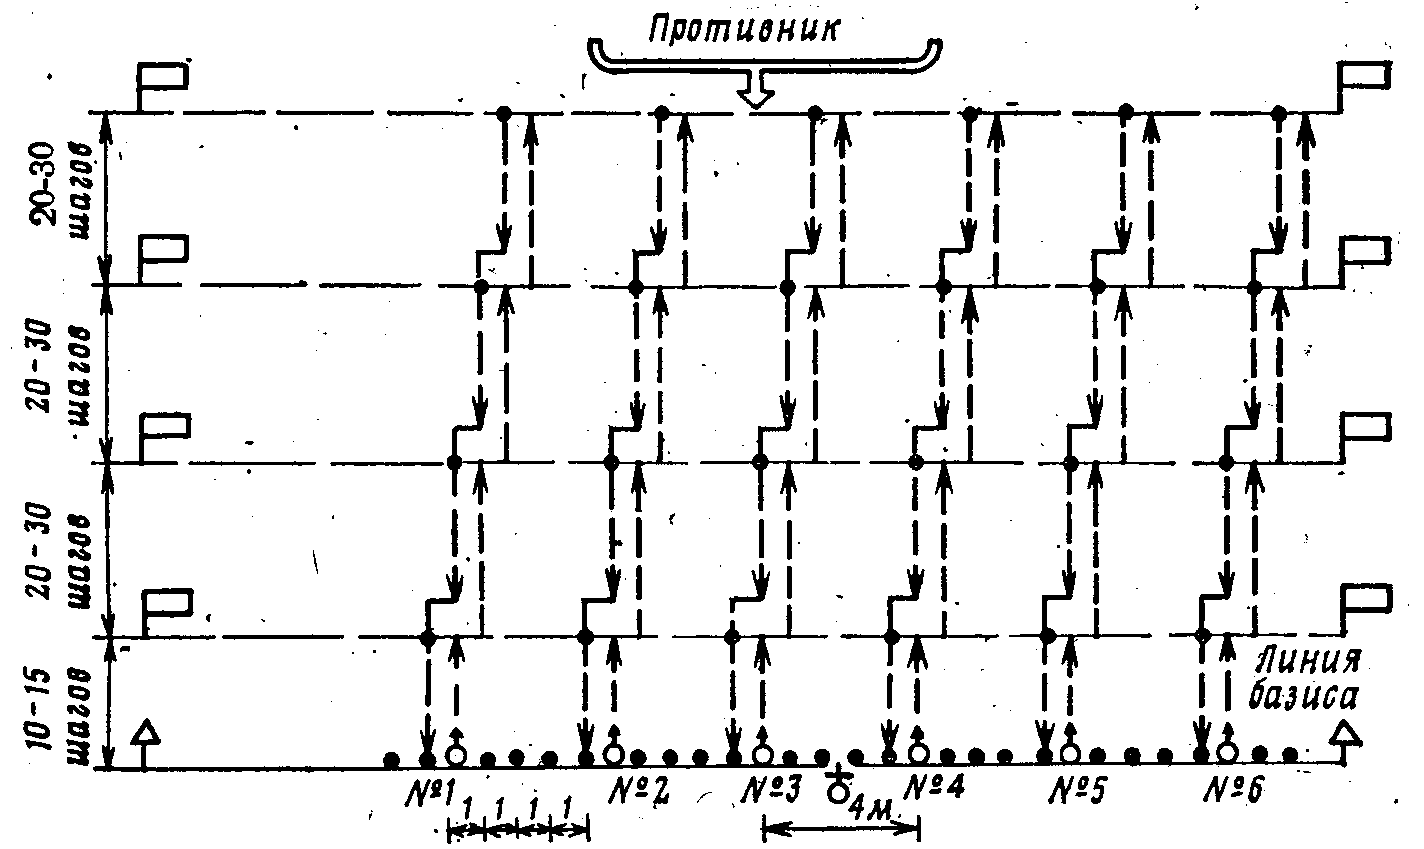 Противник
20-30
шагов
20-30
шагов
20-30
шагов
10-15
шагов
Линия
базиса
№1
№2
№3
№4
№5
№6
1
1
1
1
4м